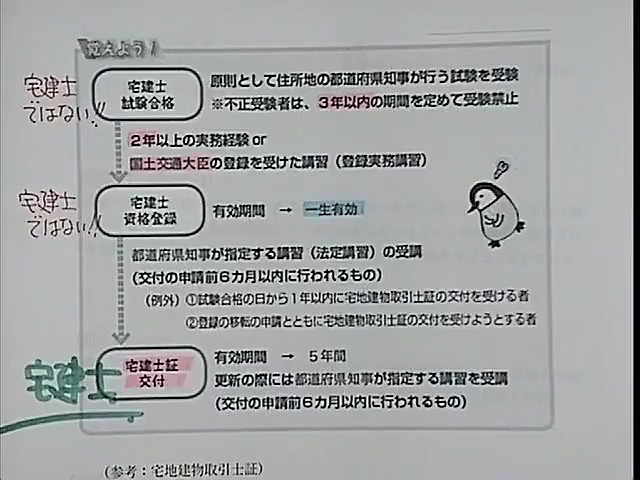 覚えよう！
宅建士
ではない!!
宅建士
試験合格
原則として住所地の都道府県知事が行う試験を受験
※不正受験者は、３年以内の期間を定めて受験禁止
２年以上の実務経験 or
国土交通大臣の登録を受けた講習（登録実務講習）
宅建士
ではない!!
宅建士
資格登録
有効期間 → 一生有効
都道府県知事が指定する講習（法定講習）の受講
（交付の申請前６カ月以内に行われるもの）
（例外）①試験合格の日から１年以内に宅地建物取引士証の交付を受ける者
②登録の移転の申請とともに宅地建物取引士証の交付を受けようとする者
宅建士
宅建士証
交付
有効期間 → ５年間
更新の際には都道府県知事が指定する講習を受講
（交付の申請前６カ月以内に行われるもの）
（参考：宅地建物取引士証）